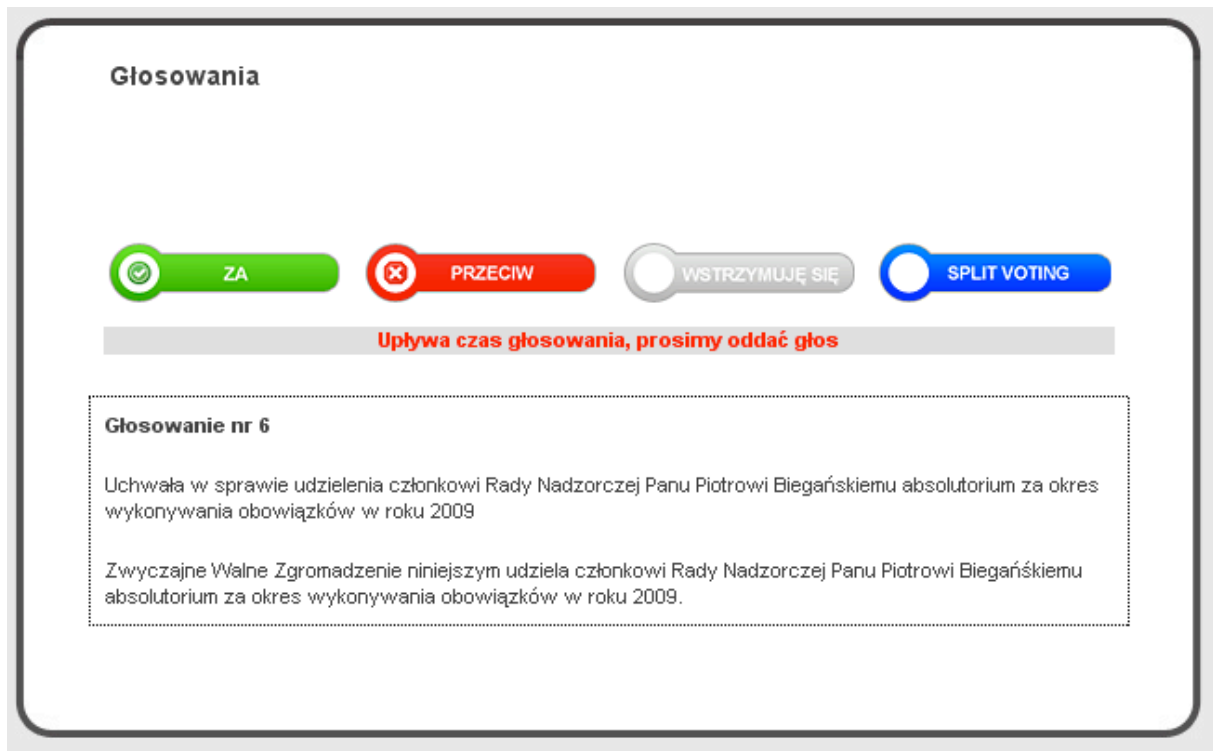 Głosowania
ZA
PRZECIW
WSTRZYMUJĘ SIĘ
SPLIT VOTING
Upływa czas głosowania, prosimy oddać głos
Głosowanie nr 6
Uchwała w sprawie udzielenia członkowi Rady Nadzorczej Panu Piotrowi Biegańskiemu absolutorium za okres
wykonywania obowiązków w roku 2009
Zwyczajne Walne Zgromadzenie niniejszym udziela członkowi Rady Nadzorczej Panu Piotrowi Biegańśkiemu
absolutorium za okres wykonywania obowiązków w roku 2009.